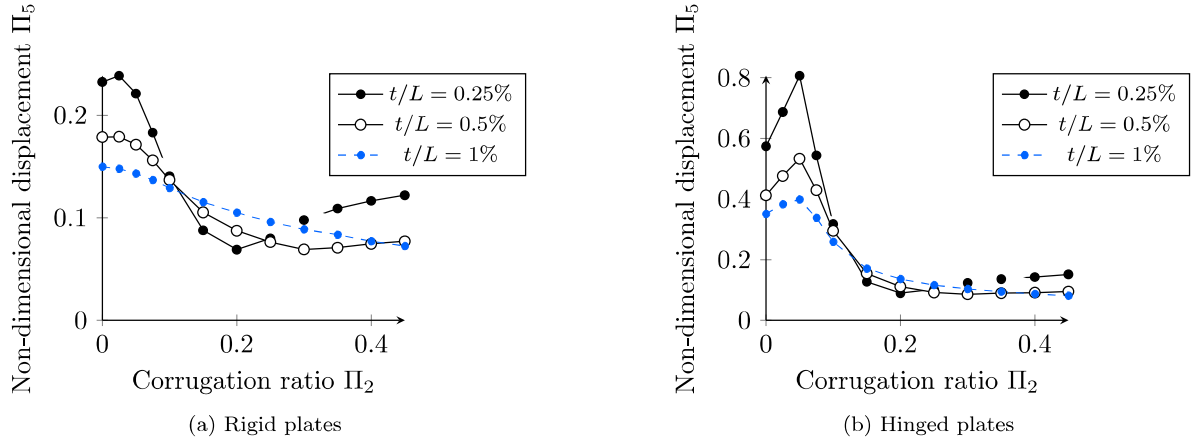 Non-dimensional displacement Π₅
0.2
0.1
0
0
0.2
0.4
Corrugation ratio Π₂
t/L = 0.25%
t/L = 0.5%
t/L = 1%
(a) Rigid plates
Non-dimensional displacement Π₅
0.8
0.6
0.4
0.2
0
0
0.2
0.4
Corrugation ratio Π₂
t/L = 0.25%
t/L = 0.5%
t/L = 1%
(b) Hinged plates